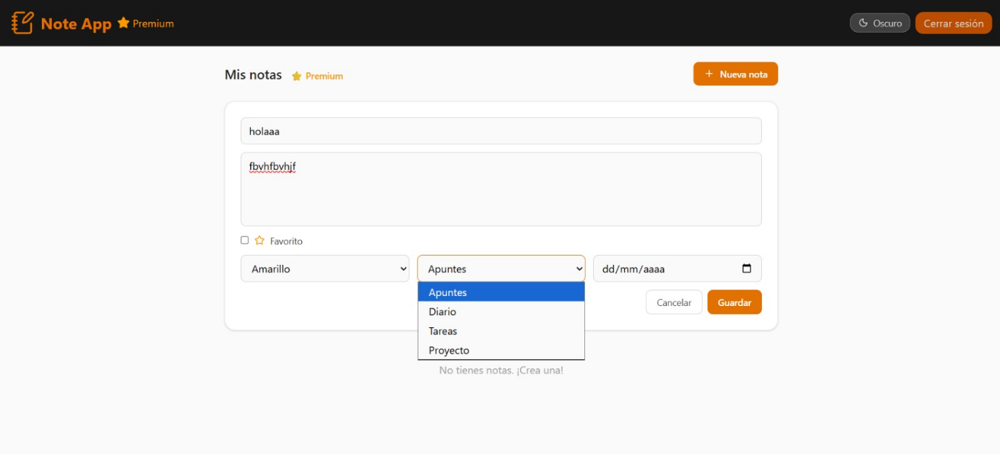 Note App Premium Oscuro Cerrar sesión
Mis notas Premium + Nueva nota
holaaa
fbvhfbvhjf
Favorito
Amarillo Apuntes dd/mm/aaaa
Apuntes
Cancelar Guardar
Diario
Tareas
Proyecto
No tienes notas. ¡Crea una!